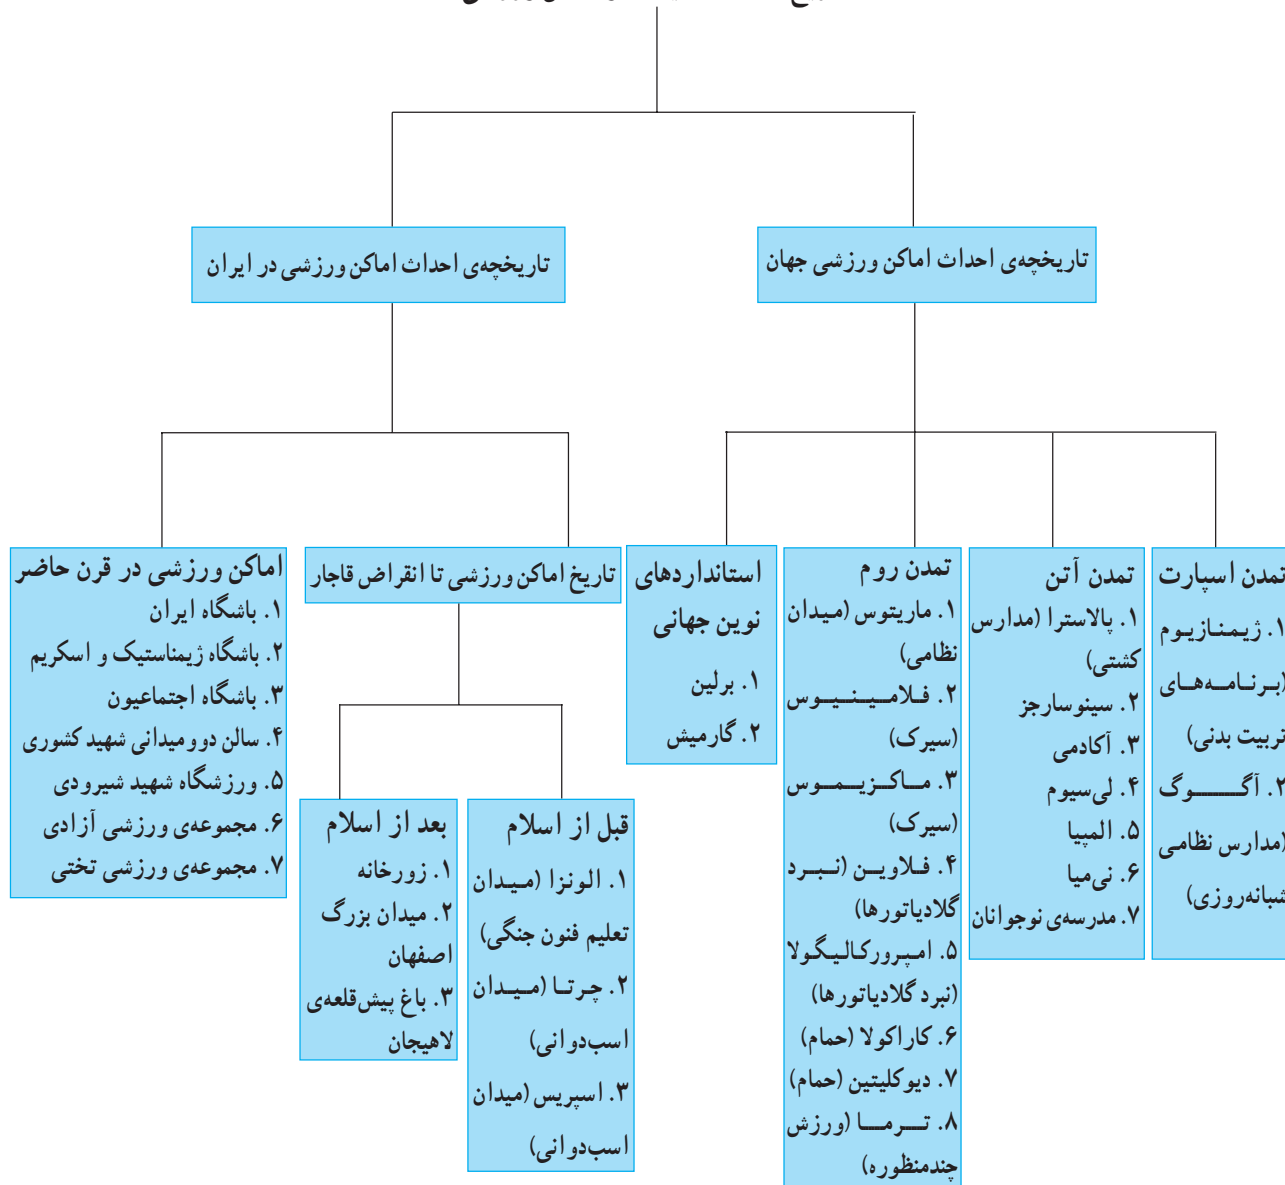 تاریخچه‌ی احداث اماکن ورزشی جهان
تاریخچه‌ی احداث اماکن ورزشی در ایران
تمدن اسپارت
۱. ژیمنازیوم
(برنامه‌های
تربیت بدنی)
۲. آگوگ
(مدارس نظامی
شبانه‌روزی)
تمدن آتن
۱. پالاسترا (مدارس
کشتی)
۲. سینوسارجز
۳. آکادمی
۴. لی‌سیوم
۵. المپیا
۶. نی‌میا
۷. مدرسه‌ی نوجوانان
تمدن روم
۱. ماریتوس (میدان
نظامی)
۲. فلامینیوس
(سیرک)
۳. ماکزیموس
(سیرک)
۴. فلاوین (نبرد
گلادیاتورها)
۵. امپرورکالیگولا
(نبرد گلادیاتورها)
۶. کاراکولا (حمام)
۷. دیوکلیتین (حمام)
۸. ترما (ورزش
چندمنظوره)
استانداردهای
نوین جهانی
۱. برلین
۲. گارمیش
تاریخ اماکن ورزشی تا انقراض قاجار
قبل از اسلام
۱. الونزا (میدان
تعلیم فنون جنگی)
۲. چرتا (میدان
اسب‌دوانی)
۳. اسپریس (میدان
اسب‌دوانی)
بعد از اسلام
۱. زورخانه
۲. میدان بزرگ
اصفهان
۳. باغ پیش‌قلعه‌ی
لاهیجان
اماکن ورزشی در قرن حاضر
۱. باشگاه ایران
۲. باشگاه ژیمناستیک و اسکریم
۳. باشگاه اجتماعیون
۴. سالن دوومیدانی شهید کشوری
۵. ورزشگاه شهید شیرودی
۶. مجموعه‌ی ورزشی آزادی
۷. مجموعه‌ی ورزشی تختی